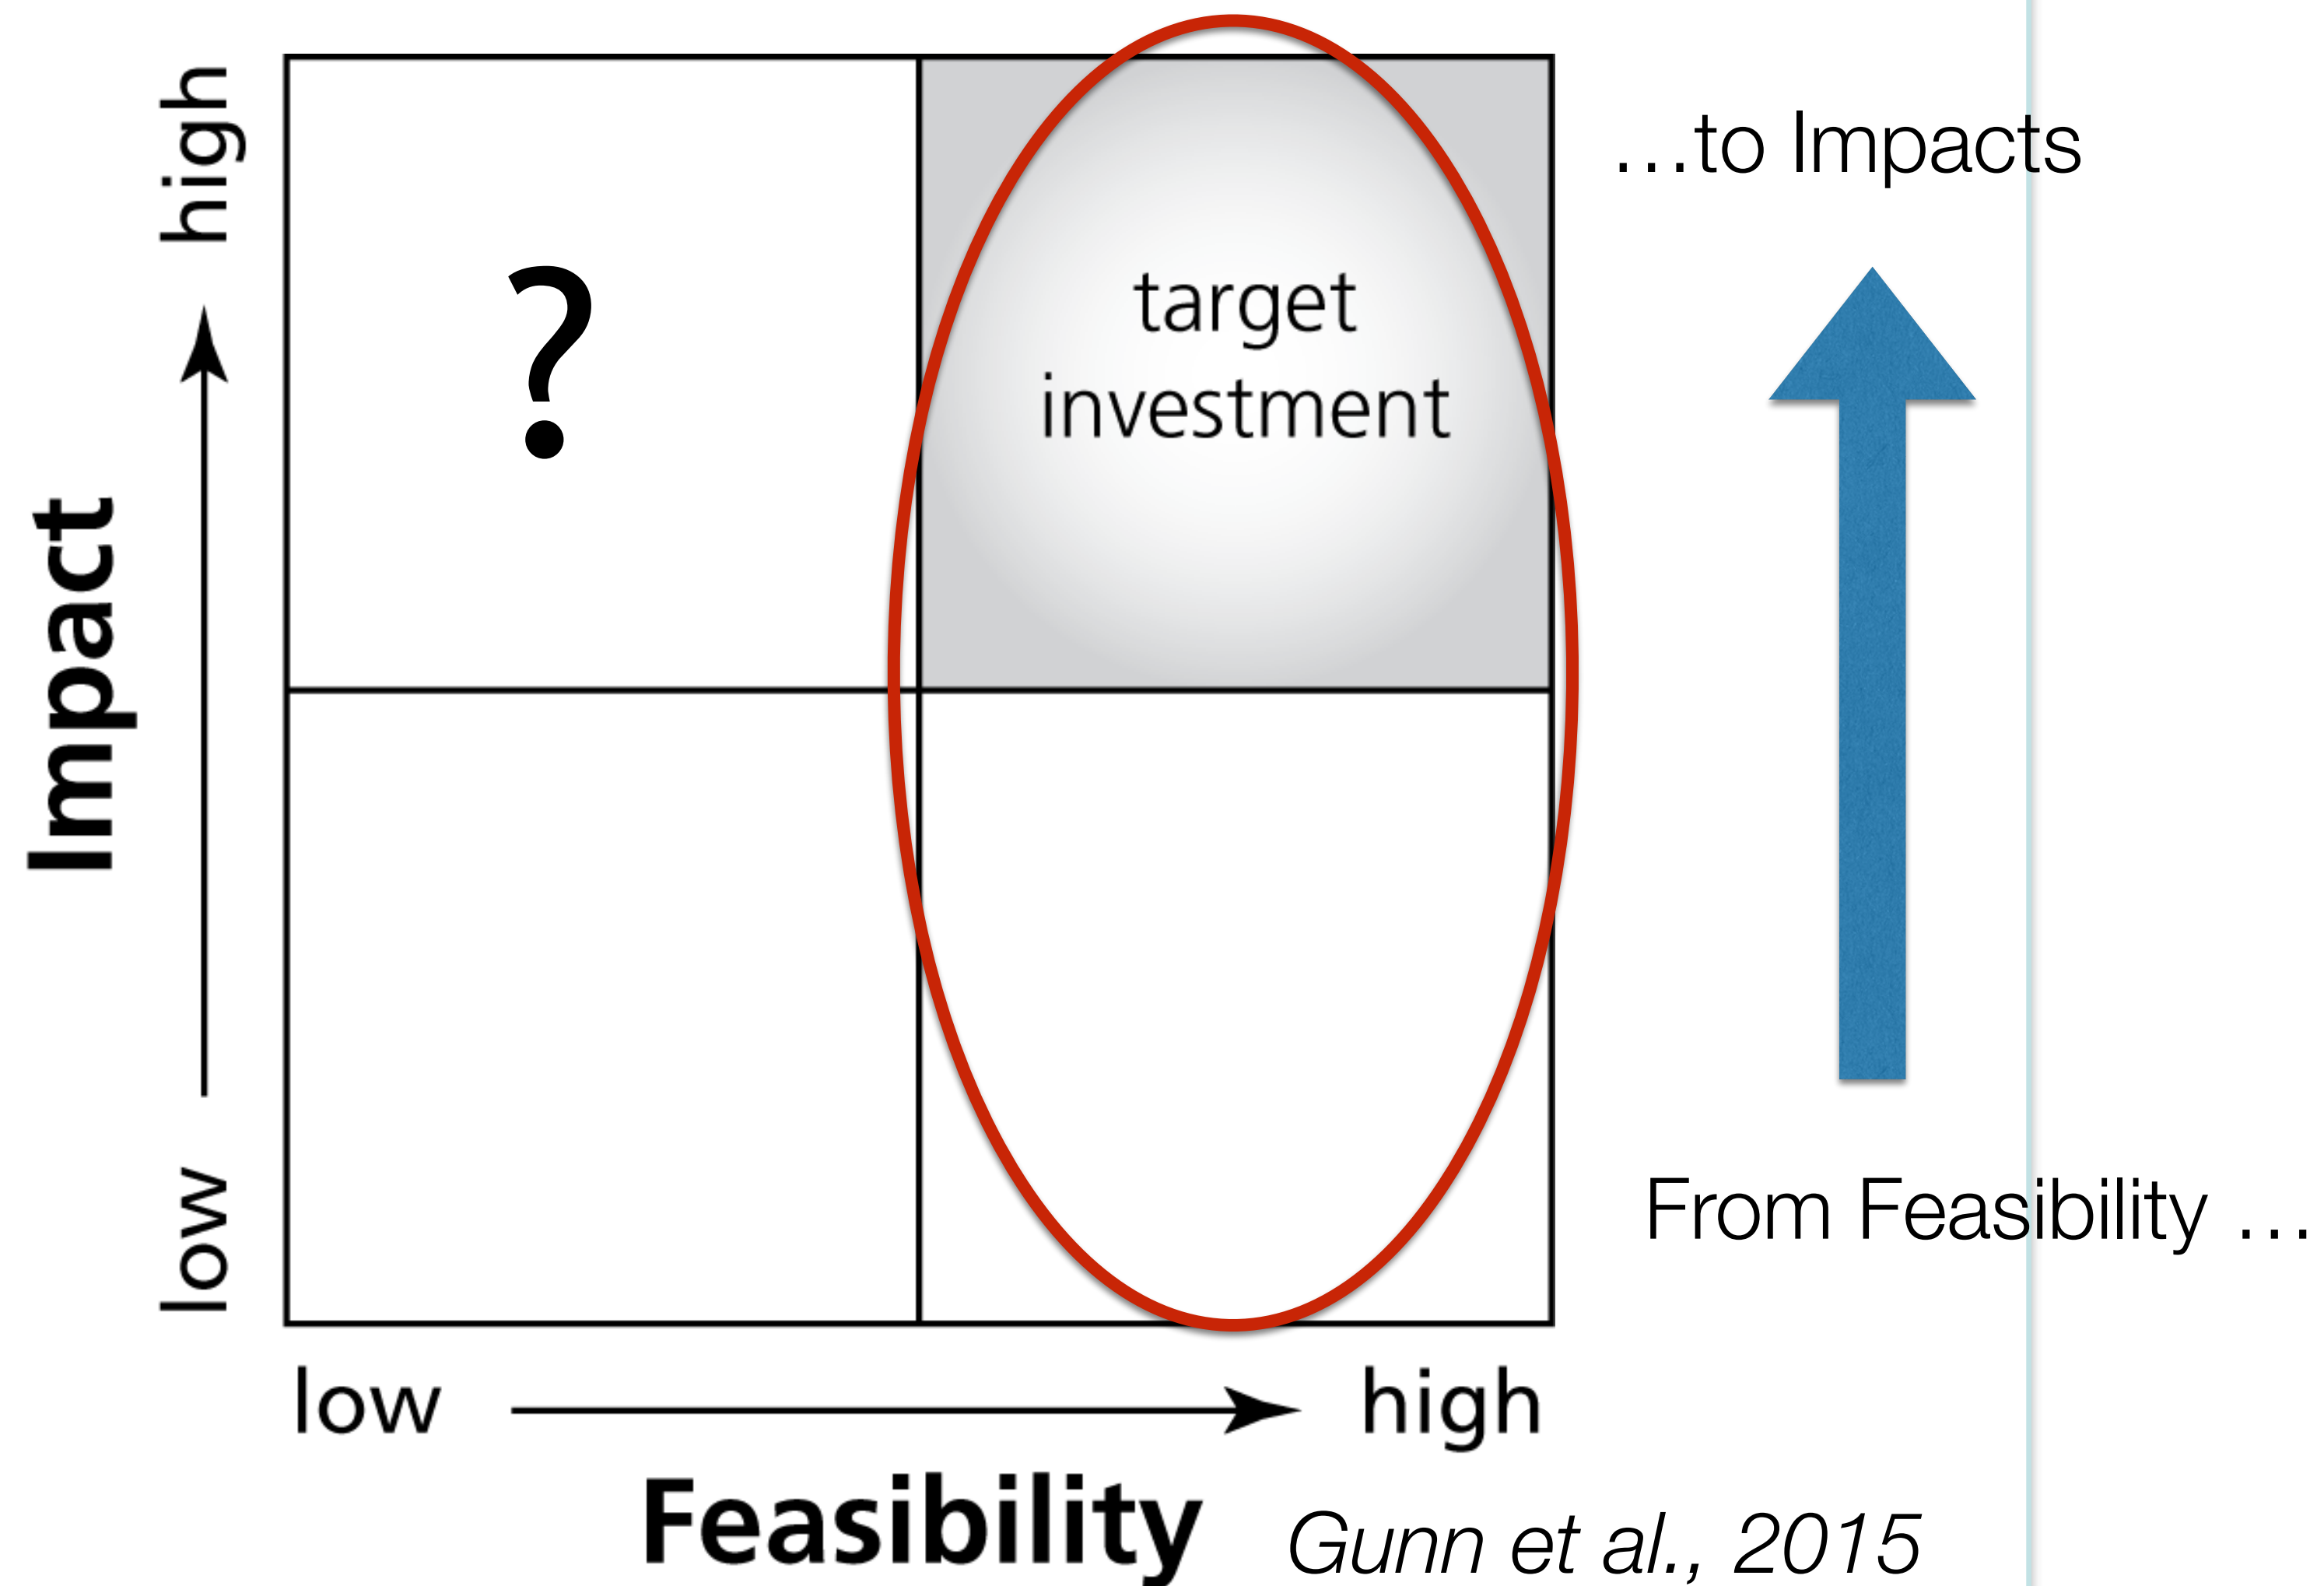 high
…to Impacts
?
target
investment
Impact
low
From Feasibility …
low
high
Feasibility
Gunn et al., 2015